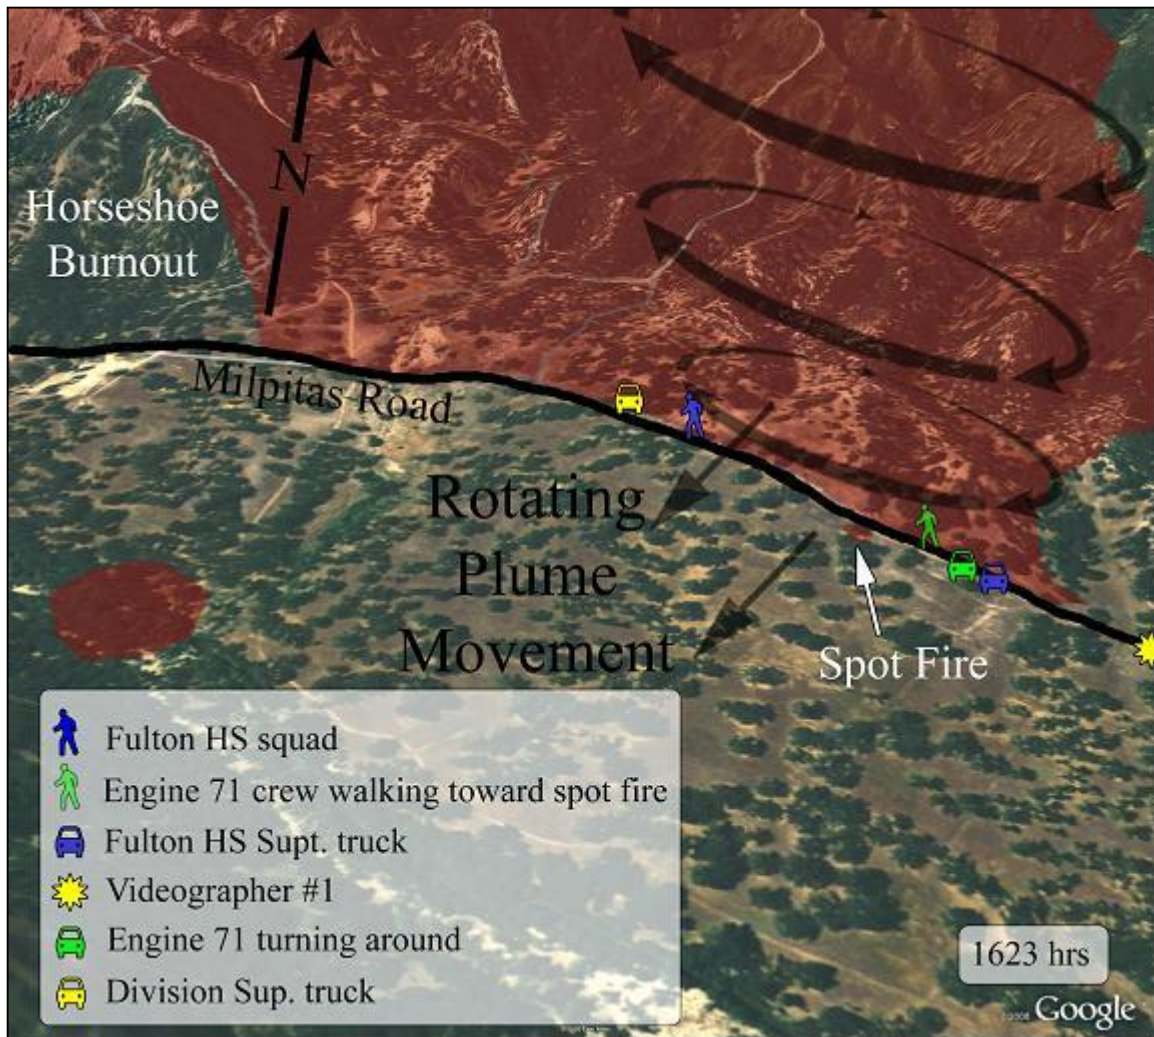 N
Horseshoe
Burnout
Milpitas Road
Rotating
Plume
Movement
Spot Fire
Fulton HS squad
Engine 71 crew walking toward spot fire
Fulton HS Supt. truck
Videographer #1
Engine 71 turning around
Division Sup. truck
1623 hrs
Google